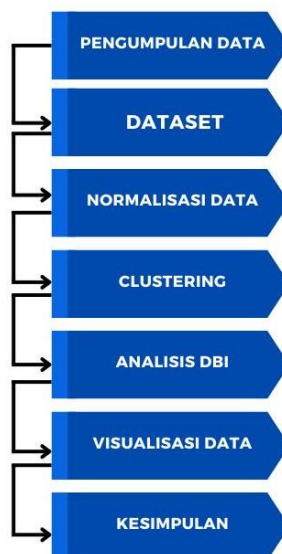 PENGUMPULAN DATA
DATASET
NORMALISASI DATA
CLUSTERING
ANALISIS DBI
VISUALISASI DATA
KESIMPULAN